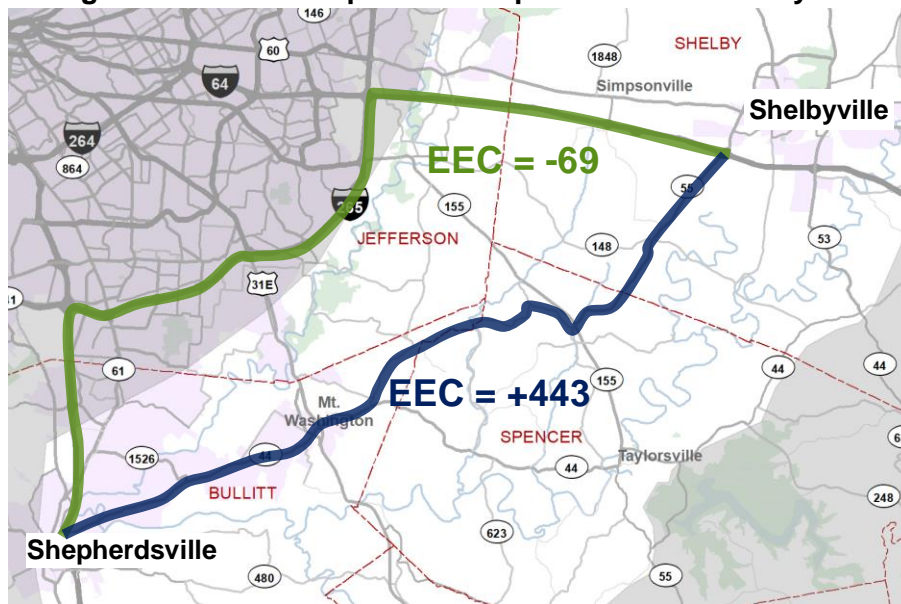 146
60
SHELBY
1848
64
Simpsonville
Shelbyville
264
864
EEC = -69
55
265
155
JEFFERSON
148
53
31E
61
44
EEC = +443
155
Mt.
Washington
SPENCER
1526
44
44
Taylorsville
BULLITT
248
623
Shepherdsville
480
55